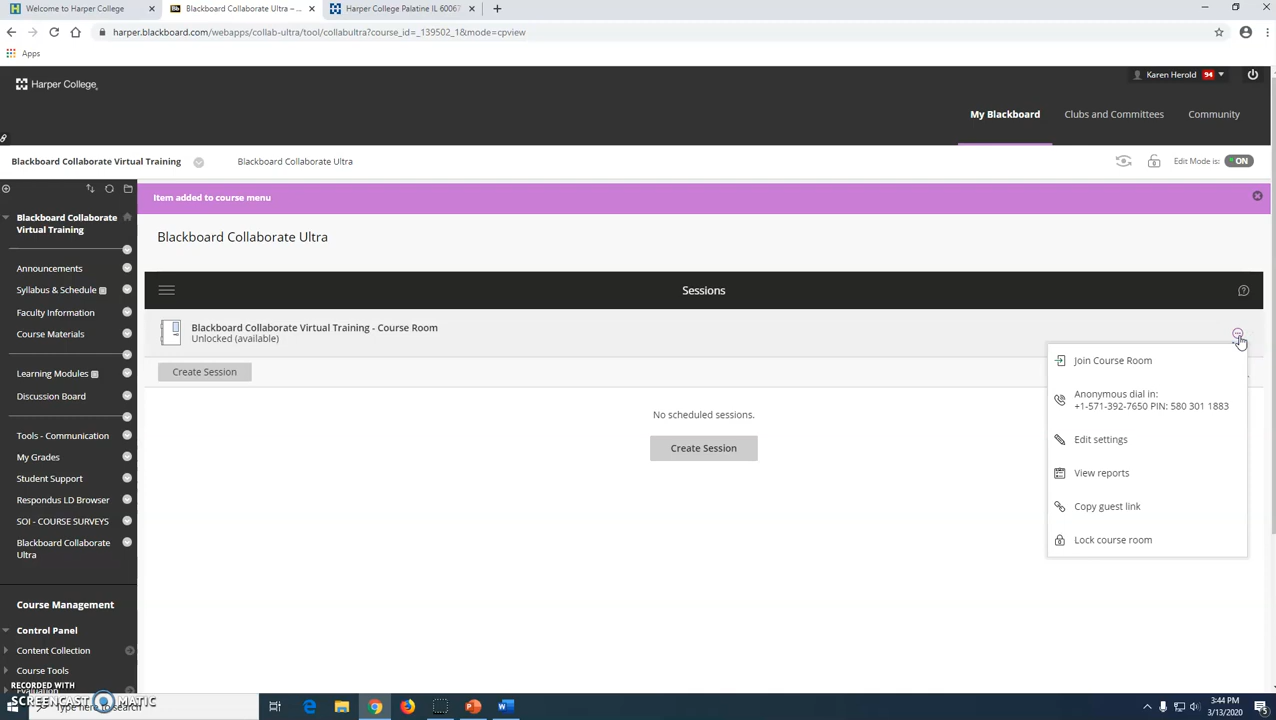 Welcome to Harper College
Blackboard Collaborate Ultra – ...
Harper College Palatine IL 60067
harper.blackboard.com/webapps/collab-ultra/tool/collabultra?course_id=_139502_1&mode=cpview
Apps
Harper College
Karen Herold 94
My Blackboard
Clubs and Committees
Community
Blackboard Collaborate Virtual Training
Blackboard Collaborate Ultra
Edit Mode is: ON
Item added to course menu
Blackboard Collaborate
Virtual Training
Announcements
Syllabus & Schedule
Faculty Information
Course Materials
Learning Modules
Discussion Board
Tools - Communication
My Grades
Student Support
Respondus LD Browser
SOI - COURSE SURVEYS
Blackboard Collaborate
Ultra
Course Management
Control Panel
Content Collection
Course Tools
Blackboard Collaborate Ultra
Sessions
Blackboard Collaborate Virtual Training - Course Room
Unlocked (available)
Create Session
No scheduled sessions.
Create Session
Join Course Room
Anonymous dial in:
+1-571-392-7650 PIN: 580 301 1883
Edit settings
View reports
Copy guest link
Lock course room
RECORDED WITH
SCREENCAST MATIC
Type here to search
3:44 PM
3/13/2020
5